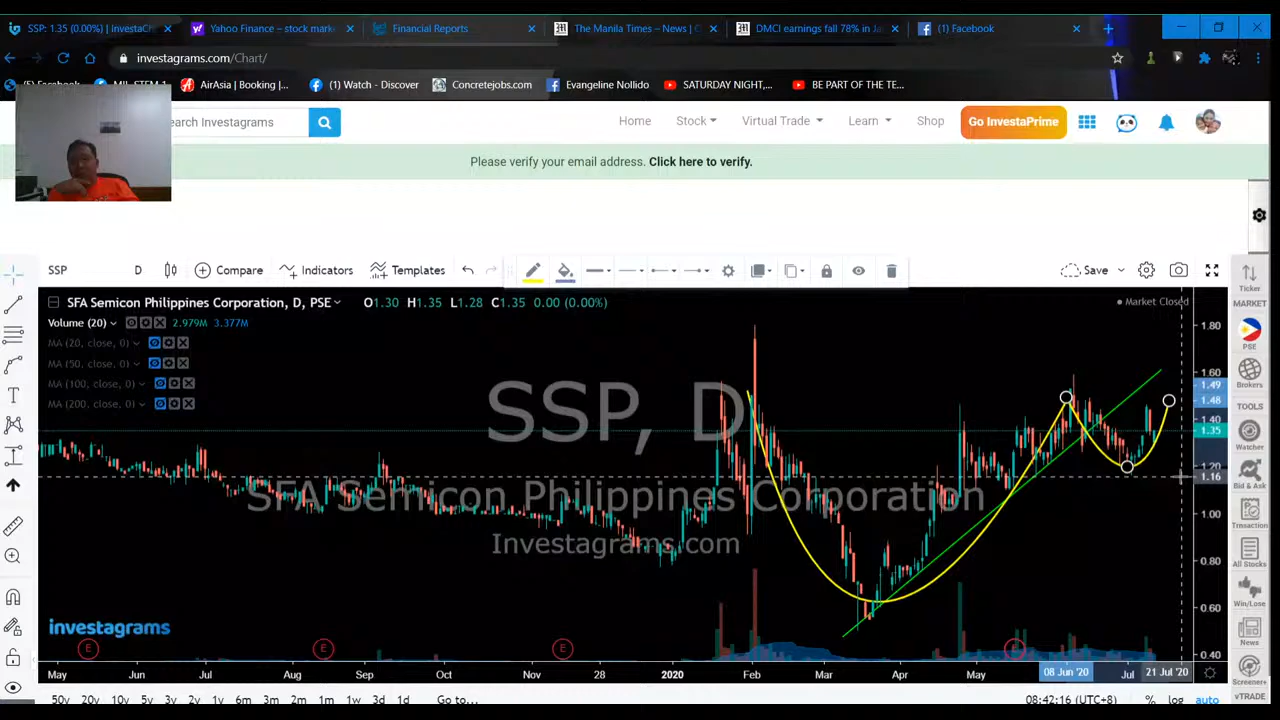 SSP: 1.35 (0.00%) | InvestaGr
Yahoo Finance – stock marke
Financial Reports
The Manila Times – News | C
DMCI earnings fall 78% in Ja
(1) Facebook
investagrams.com/Chart/
AirAsia | Booking |...
(1) Watch - Discover
Concretejobs.com
Evangeline Nollido
SATURDAY NIGHT,...
BE PART OF THE TE...
earch Investagrams
Home
Stock
Virtual Trade
Learn
Shop
Go InvestaPrime
Please verify your email address. Click here to verify.
SSP
D
Compare
Indicators
Templates
Save
SFA Semicon Philippines Corporation, D, PSE
O1.30 H1.35 L1.28 C1.35 0.00 (0.00%)
Market Closed
Volume (20) 2.979M 3.377M
MA (20, close, 0)
MA (50, close, 0)
MA (100, close, 0)
MA (200, close, 0)
SSP, D
SFA Semicon Philippines Corporation
Investagrams.com
investagrams
1.80
1.60
1.49
1.48
1.40
1.35
1.20
1.16
1.00
0.80
0.60
0.40
E
E
E
E
May
Jun
Jul
Aug
Sep
Oct
Nov
28
2020
Feb
Mar
Apr
May
08 Jun '20
Jul
21 Jul '20
50y 20y 10y 5y 3y 2y 1y 6m 3m 2m 1m 1w 3d 1d Go to...
08:42:16 (UTC+8)
% log auto
Ticker
MARKET
PSE
Brokers
TOOLS
Watcher
Bid & Ask
Trnsaction
All Stocks
Win/Lose
News
Screener+
vTRADE